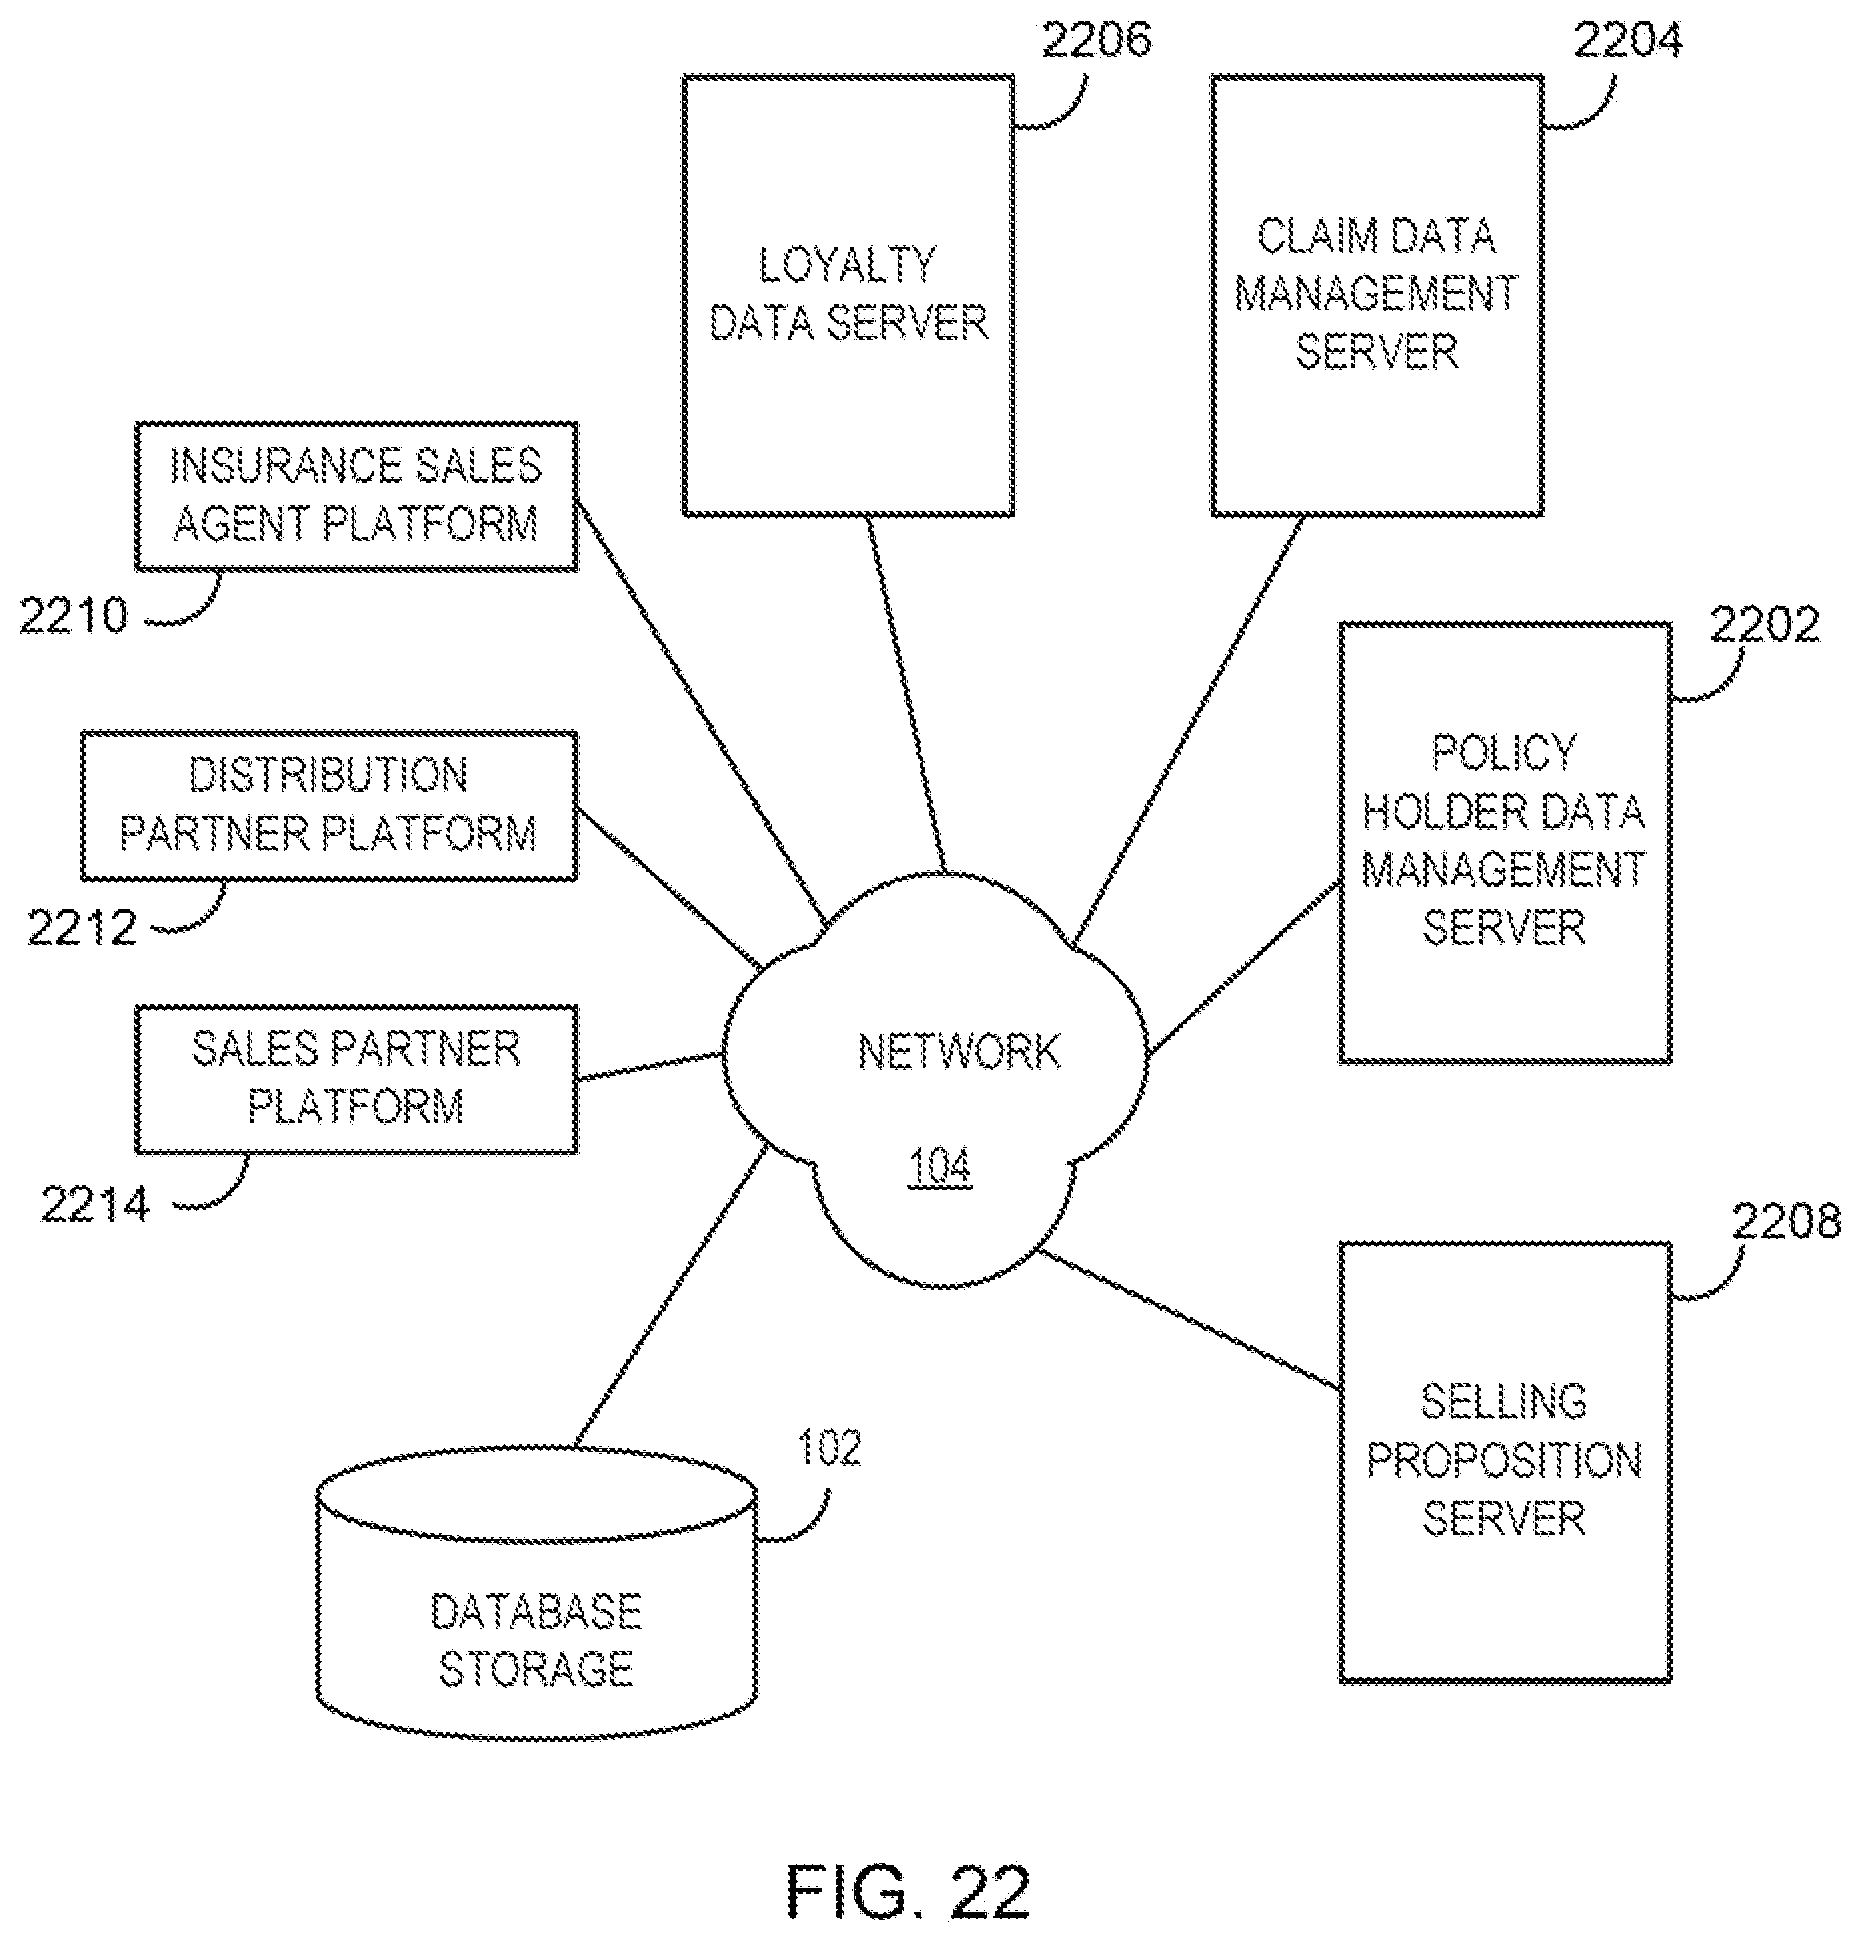 2206
2204
LOYALTY
DATA SERVER
CLAIM DATA
MANAGEMENT
SERVER
INSURANCE SALES
AGENT PLATFORM
2210
2202
POLICY
HOLDER DATA
MANAGEMENT
SERVER
DISTRIBUTION
PARTNER PLATFORM
2212
SALES PARTNER
PLATFORM
2214
NETWORK
104
2208
SELLING
PROPOSITION
SERVER
102
DATABASE
STORAGE
FIG. 22